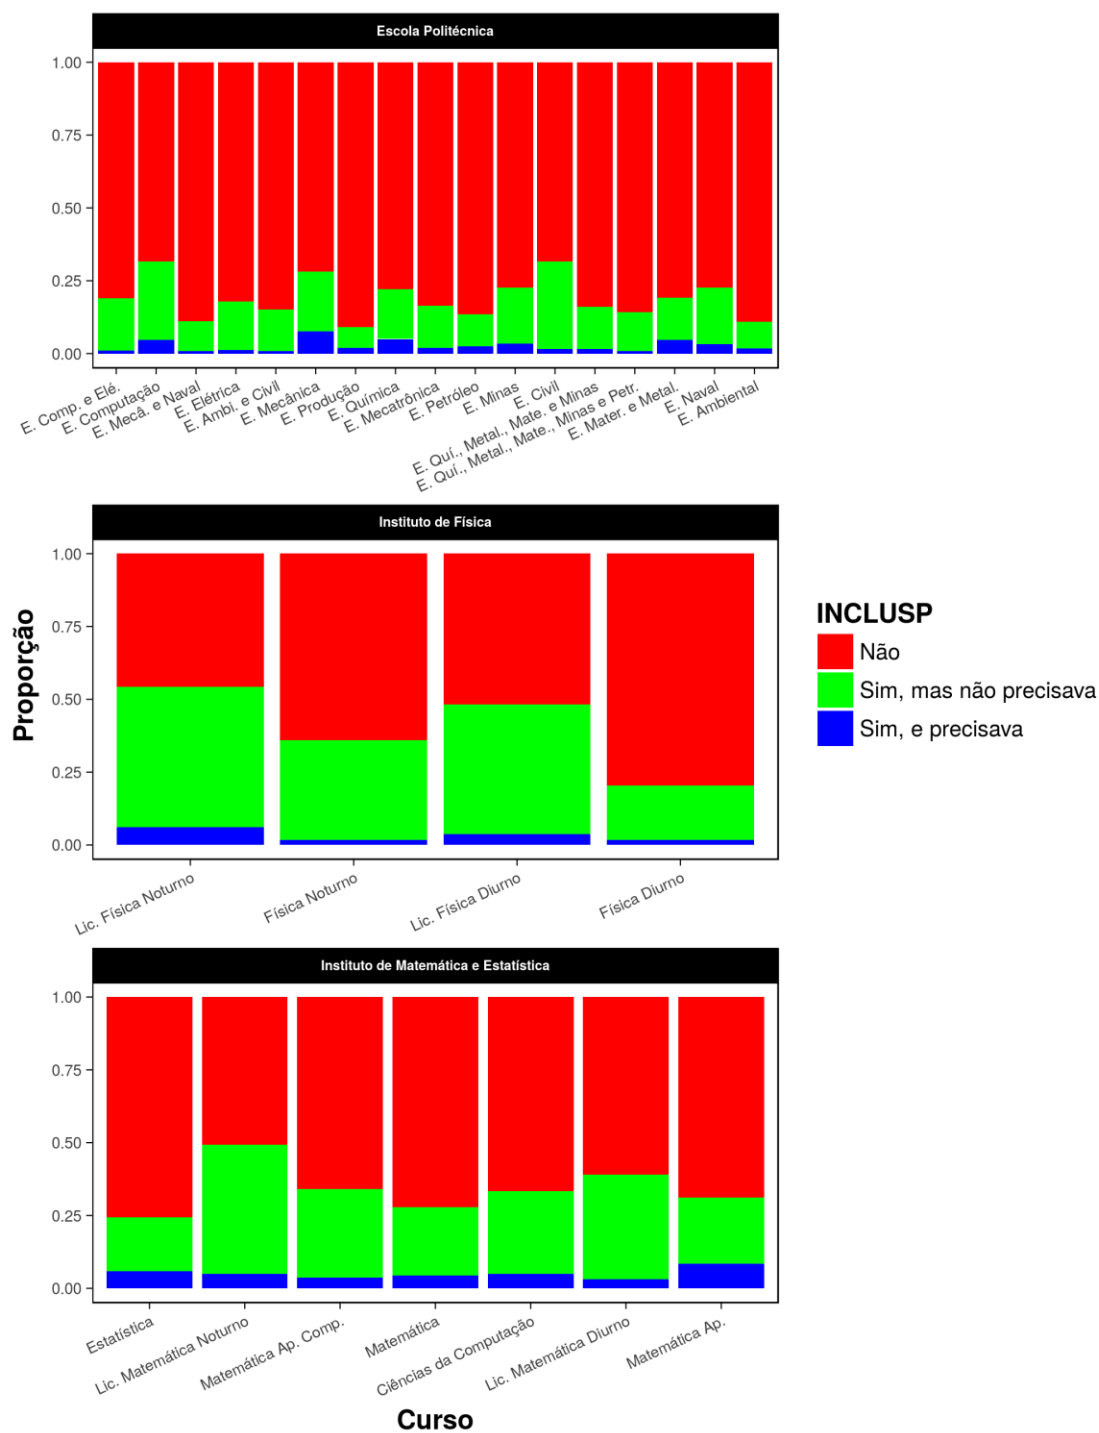 Escola Politécnica
1.00
0.75
0.50
0.25
0.00
E. Comp. e Elé.
E. Computação
E. Mecâ. e Naval
E. Elétrica
E. Ambi. e Civil
E. Mecânica
E. Produção
E. Química
E. Mecatrônica
E. Petróleo
E. Minas
E. Civil
E. Quí., Metal., Mate. e Minas
E. Quí., Metal., Mate., Minas e Petr.
E. Mater. e Metal.
E. Naval
E. Ambiental
Instituto de Física
1.00
0.75
0.50
0.25
0.00
Lic. Física Noturno
Física Noturno
Lic. Física Diurno
Física Diurno
Proporção
INCLUSP
Não
Sim, mas não precisava
Sim, e precisava
Instituto de Matemática e Estatística
1.00
0.75
0.50
0.25
0.00
Estatística
Lic. Matemática Noturno
Matemática Ap. Comp.
Matemática
Ciências da Computação
Lic. Matemática Diurno
Matemática Ap.
Curso